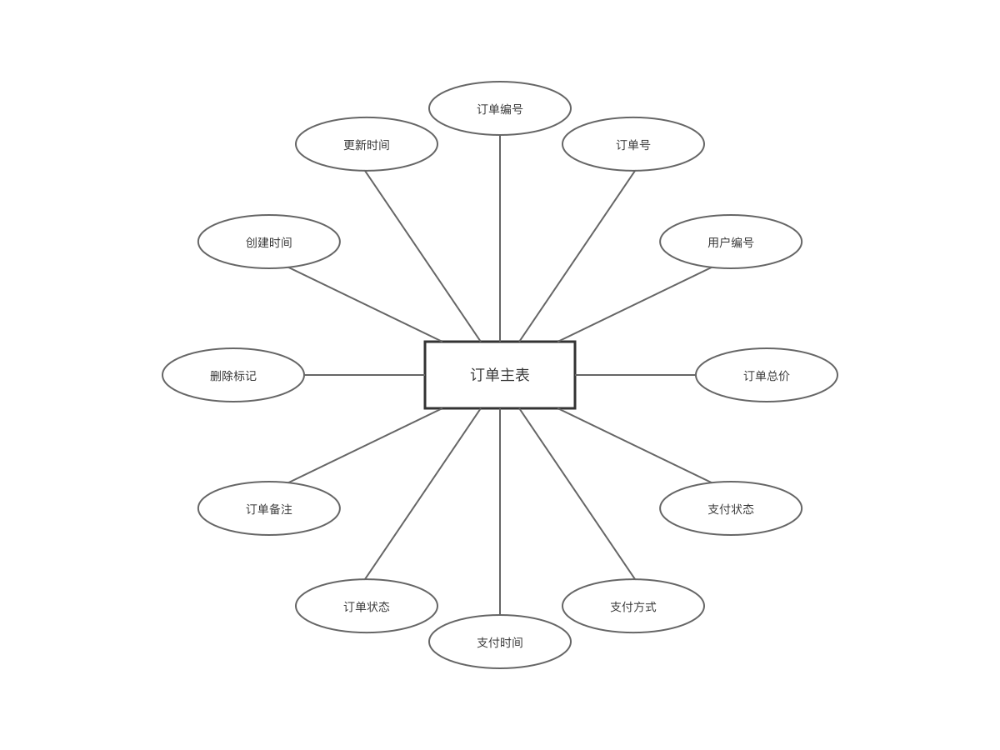 订单编号
更新时间
订单号
创建时间
用户编号
订单主表
删除标记
订单总价
订单备注
支付状态
订单状态
支付方式
支付时间